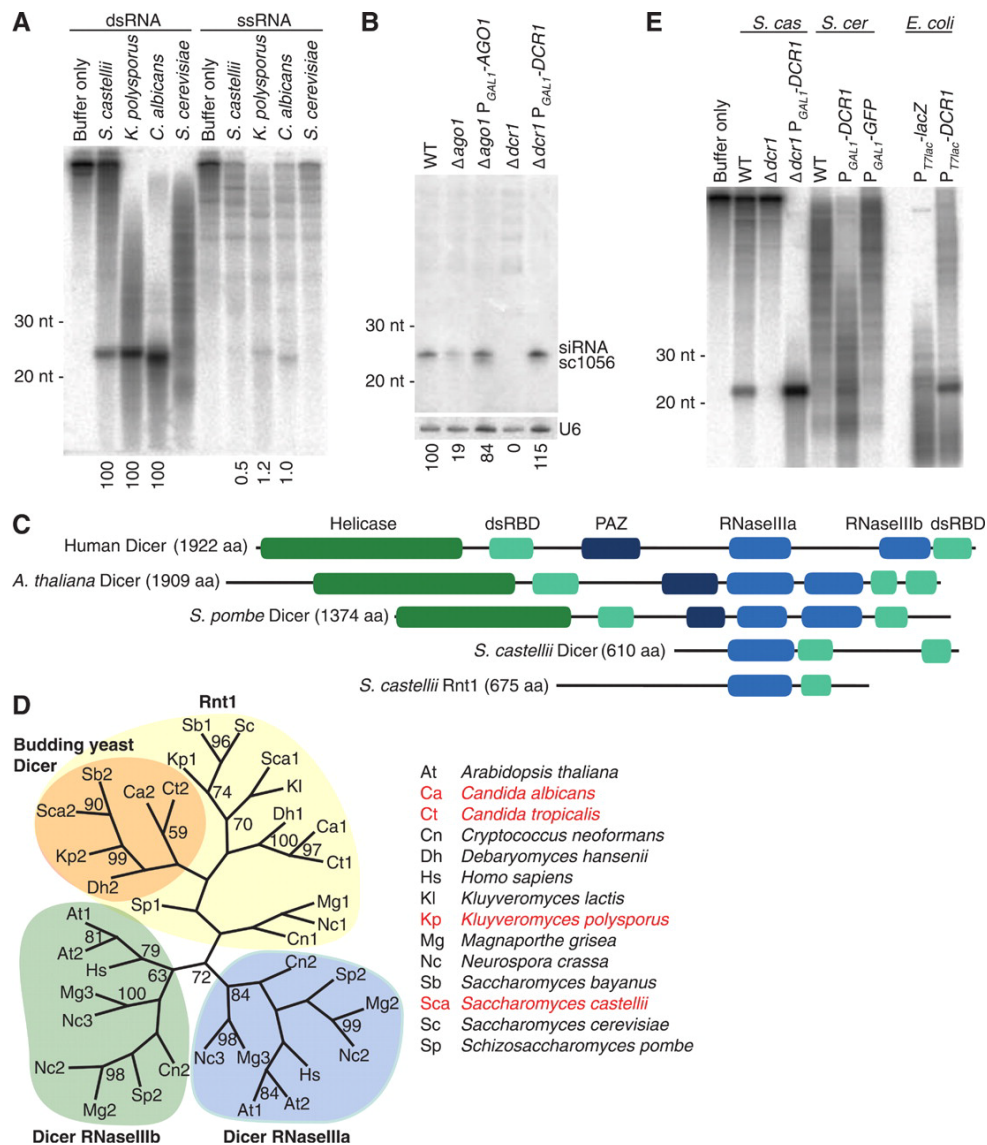 A
dsRNA ssRNA
Buffer only
S. castellii
K. polysporus
C. albicans
S. cerevisiae
Buffer only
S. castellii
K. polysporus
C. albicans
S. cerevisiae
30 nt -
20 nt -
100
100
100
0.5
1.2
1.0
B
WT
Δago1
Δago1 PGAL1-AGO1
Δdcr1
Δdcr1 PGAL1-DCR1
30 nt -
20 nt -
siRNA
sc1056
U6
100
19
84
0
115
E
S. cas S. cer E. coli
Buffer only
WT
Δdcr1
Δdcr1 PGAL1-DCR1
WT
PGAL1-DCR1
PGAL1-GFP
PT7lac-lacZ
PT7lac-DCR1
30 nt -
20 nt -
C
Helicase dsRBD PAZ RNaseIIIa RNaseIIIb dsRBD
Human Dicer (1922 aa)
A. thaliana Dicer (1909 aa)
S. pombe Dicer (1374 aa)
S. castellii Dicer (610 aa)
S. castellii Rnt1 (675 aa)
D
Rnt1
Budding yeast
Dicer
Sb1
Sc
96
Kp1
Sca1
Kl
74
70
Sb2
Ca2
Ct2
Sca2
90
59
Kp2
99
Dh2
Dh1
100
Ca1
97
Ct1
Sp1
Mg1
Nc1
Cn1
At1
81
At2
79
Hs
63
72
Mg3
100
Nc3
Nc2
98
Mg2
Sp2
Cn2
Cn2
84
Sp2
Mg2
99
Nc2
98
Nc3
Mg3
Hs
84
At1
At2
Dicer RNaseIIIb
Dicer RNaseIIIa
At Arabidopsis thaliana
Ca Candida albicans
Ct Candida tropicalis
Cn Cryptococcus neoformans
Dh Debaryomyces hansenii
Hs Homo sapiens
Kl Kluyveromyces lactis
Kp Kluyveromyces polysporus
Mg Magnaporthe grisea
Nc Neurospora crassa
Sb Saccharomyces bayanus
Sca Saccharomyces castellii
Sc Saccharomyces cerevisiae
Sp Schizosaccharomyces pombe